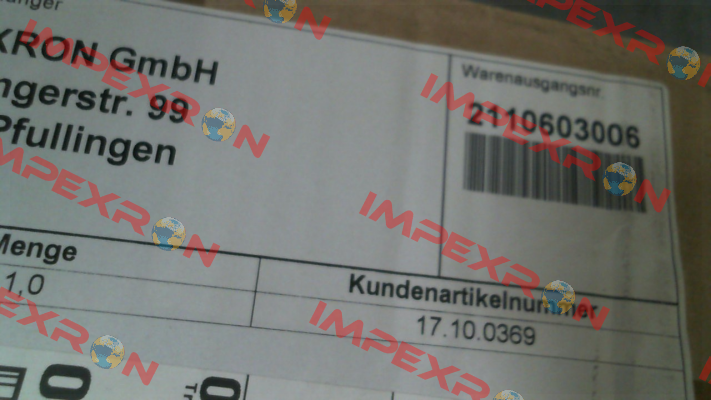 KRON GmbH
ngerstr. 99
Pfullingen
Warenausgangsnr.
2110603006
Menge
1,0
Kundenartikelnummer
17.10.0369
IMPEXRON
IMPEXRON
IMPEXRON
IMPEXRON
IMPEXRON
IMPEXRON